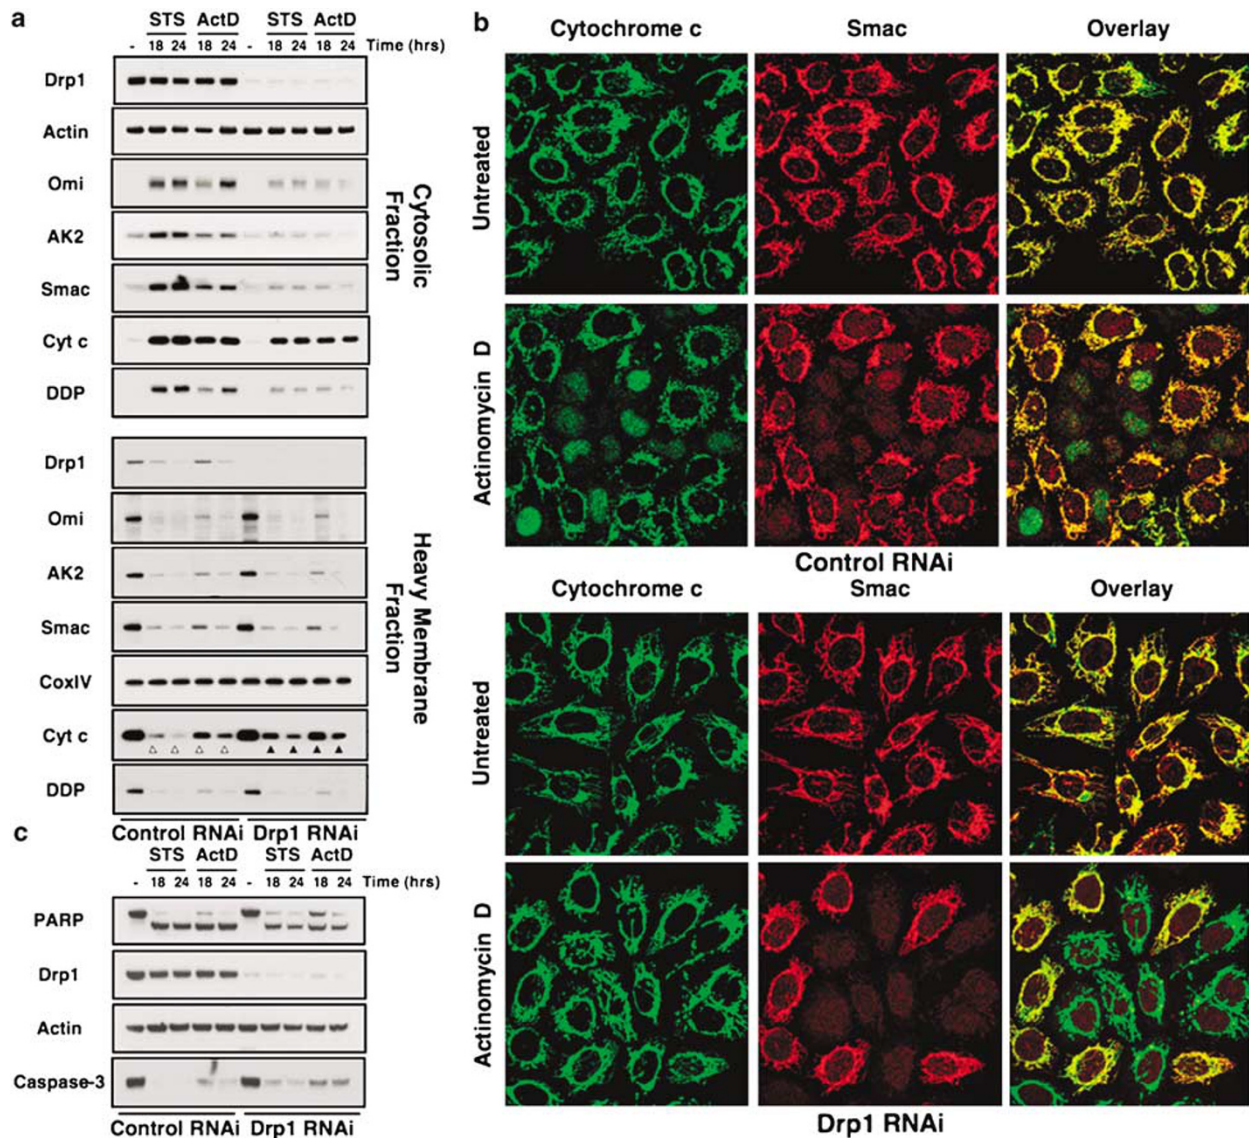 a
STS ActD STS ActD
- 18 24 18 24 - 18 24 18 24 Time (hrs)
Drp1
Actin
Omi
AK2
Smac
Cyt c
DDP
Cytosolic
Fraction
Drp1
Omi
AK2
Smac
CoxIV
Cyt c
DDP
Heavy Membrane
Fraction
Control RNAi Drp1 RNAi
c
STS ActD STS ActD
- 18 24 18 24 - 18 24 18 24 Time (hrs)
PARP
Drp1
Actin
Caspase-3
Control RNAi Drp1 RNAi
b
Cytochrome c Smac Overlay
Untreated
Actinomycin D
Control RNAi
Cytochrome c Smac Overlay
Untreated
Actinomycin D
Drp1 RNAi